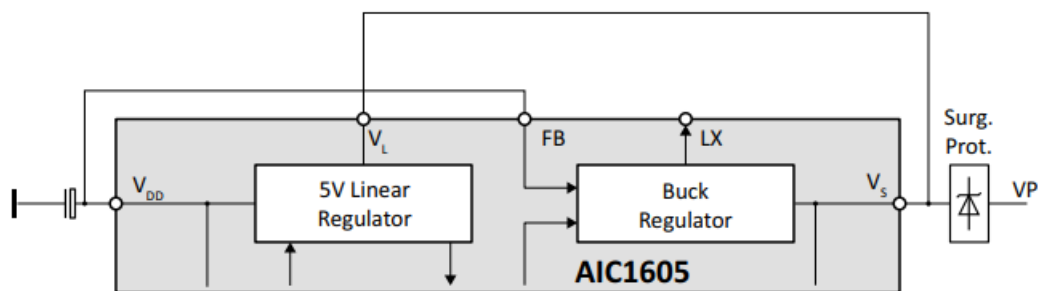 Surg.
Prot.
V_L
FB
LX
V_DD
5V Linear
Regulator
Buck
Regulator
V_S
VP
AIC1605